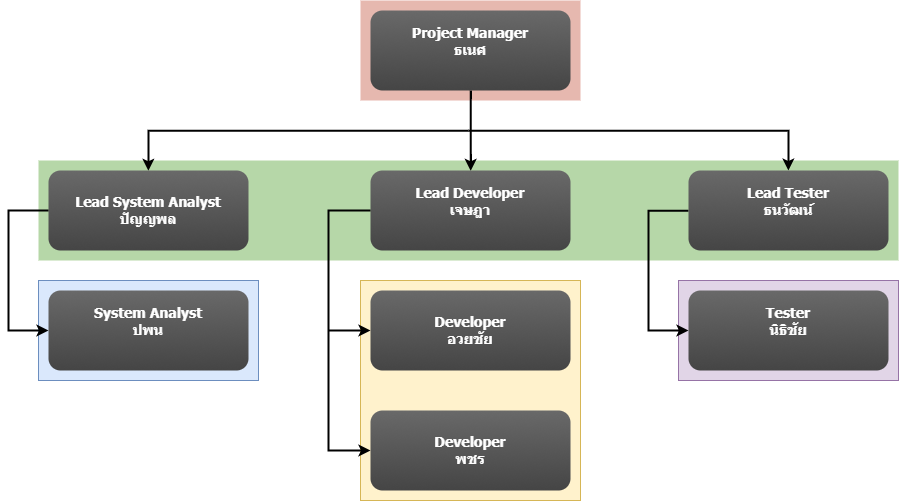 Project Manager
ธเนศ
Lead System Analyst
ปัญญพล
Lead Developer
เจษฎา
Lead Tester
ธนวัฒน์
System Analyst
ปพน
Developer
อวยชัย
Tester
นิธิชัย
Developer
พชร